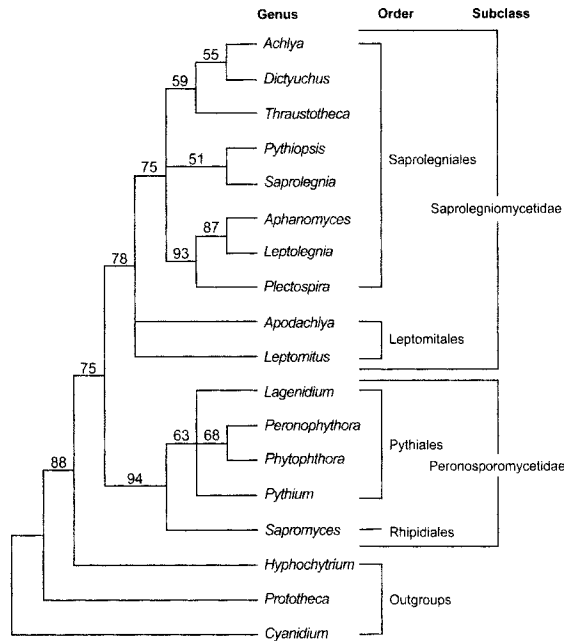 Genus Order Subclass
Achlya
55
Dictyuchus
59
Thraustotheca
Pythiopsis
51
Saprolegniales
75
Saprolegnia
Saprolegniomycetidae
Aphanomyces
87
Leptolegnia
93
78
Plectospira
Apodachlya
Leptomitales
Leptomitus
75
Lagenidium
Peronophythora
63 68
Pythiales
Phytophthora
Peronosporomycetidae
88
94
Pythium
Sapromyces Rhipidiales
Hyphochytrium
Prototheca Outgroups
Cyanidium